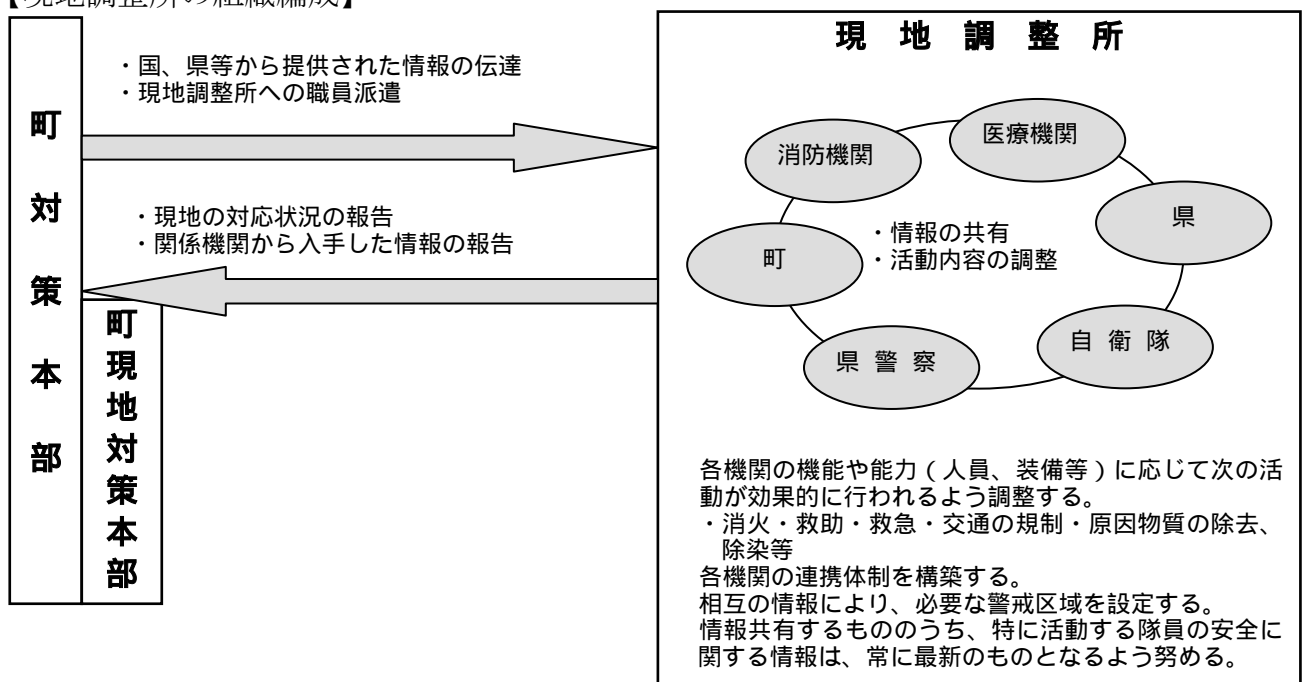 【現地調整所の組織編成】
町対策本部
町現地対策本部
・国、県等から提供された情報の伝達
・現地調整所への職員派遣
・現地の対応状況の報告
・関係機関から入手した情報の報告
現地調整所
医療機関
消防機関
県
・情報の共有
町
・活動内容の調整
自衛隊
県警察
各機関の機能や能力(人員、装備等)に応じて次の活
動が効果的に行われるよう調整する。
・消火・救助・救急・交通の規制・原因物質の除去、
除染等
各機関の連携体制を構築する。
相互の情報により、必要な警戒区域を設定する。
情報共有するもののうち、特に活動する隊員の安全に
関する情報は、常に最新のものとなるよう努める。